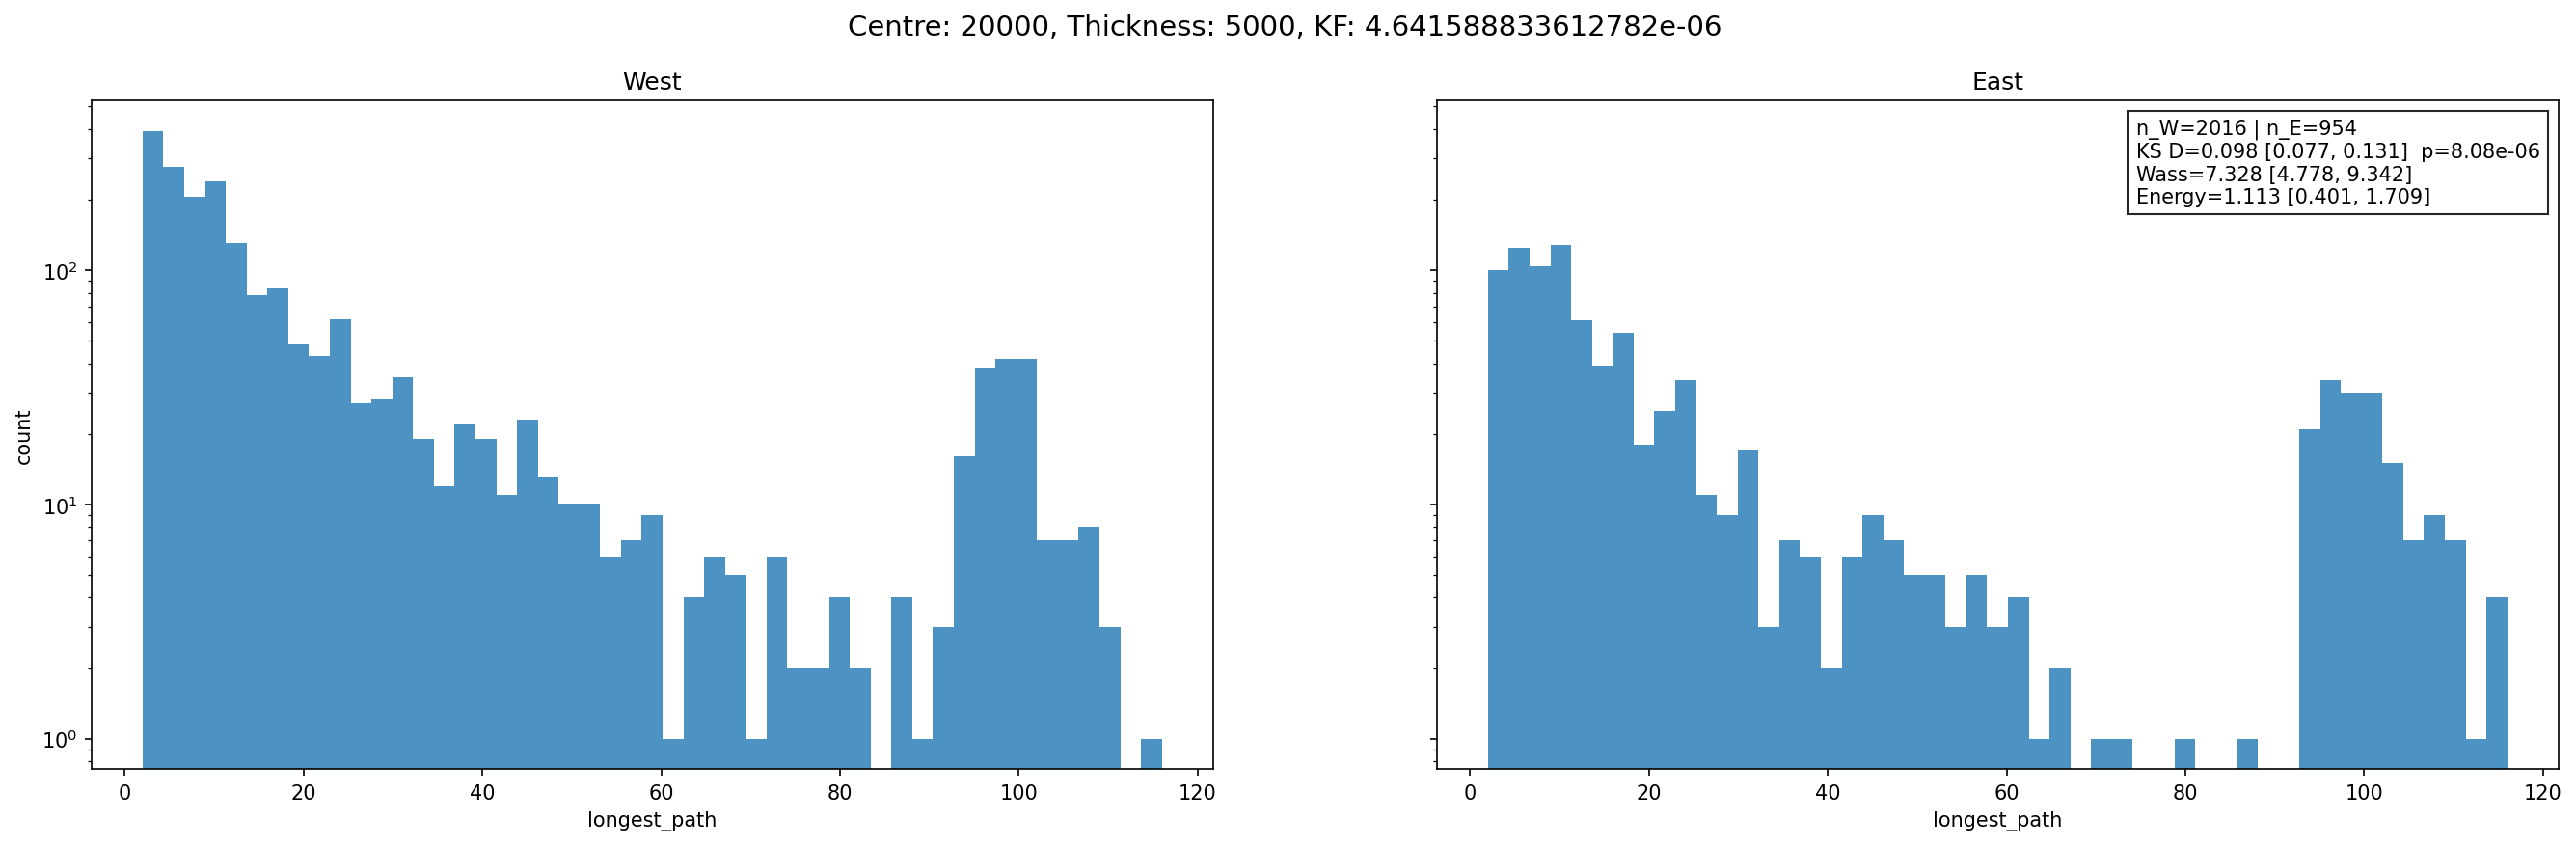 Centre: 20000, Thickness: 5000, KF: 4.641588833612782e-06
West
count
10²
10¹
10⁰
0 20 40 60 80 100 120
longest_path
East
n_W=2016 | n_E=954
KS D=0.098 [0.077, 0.131]  p=8.08e-06
Wass=7.328 [4.778, 9.342]
Energy=1.113 [0.401, 1.709]
0 20 40 60 80 100 120
longest_path